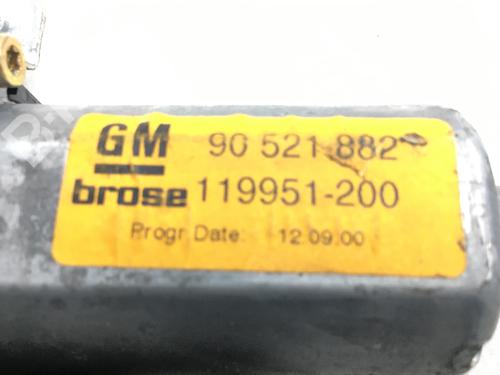 GM 90 521 882
brose 119951-200
Progr. Date: 12.09.00